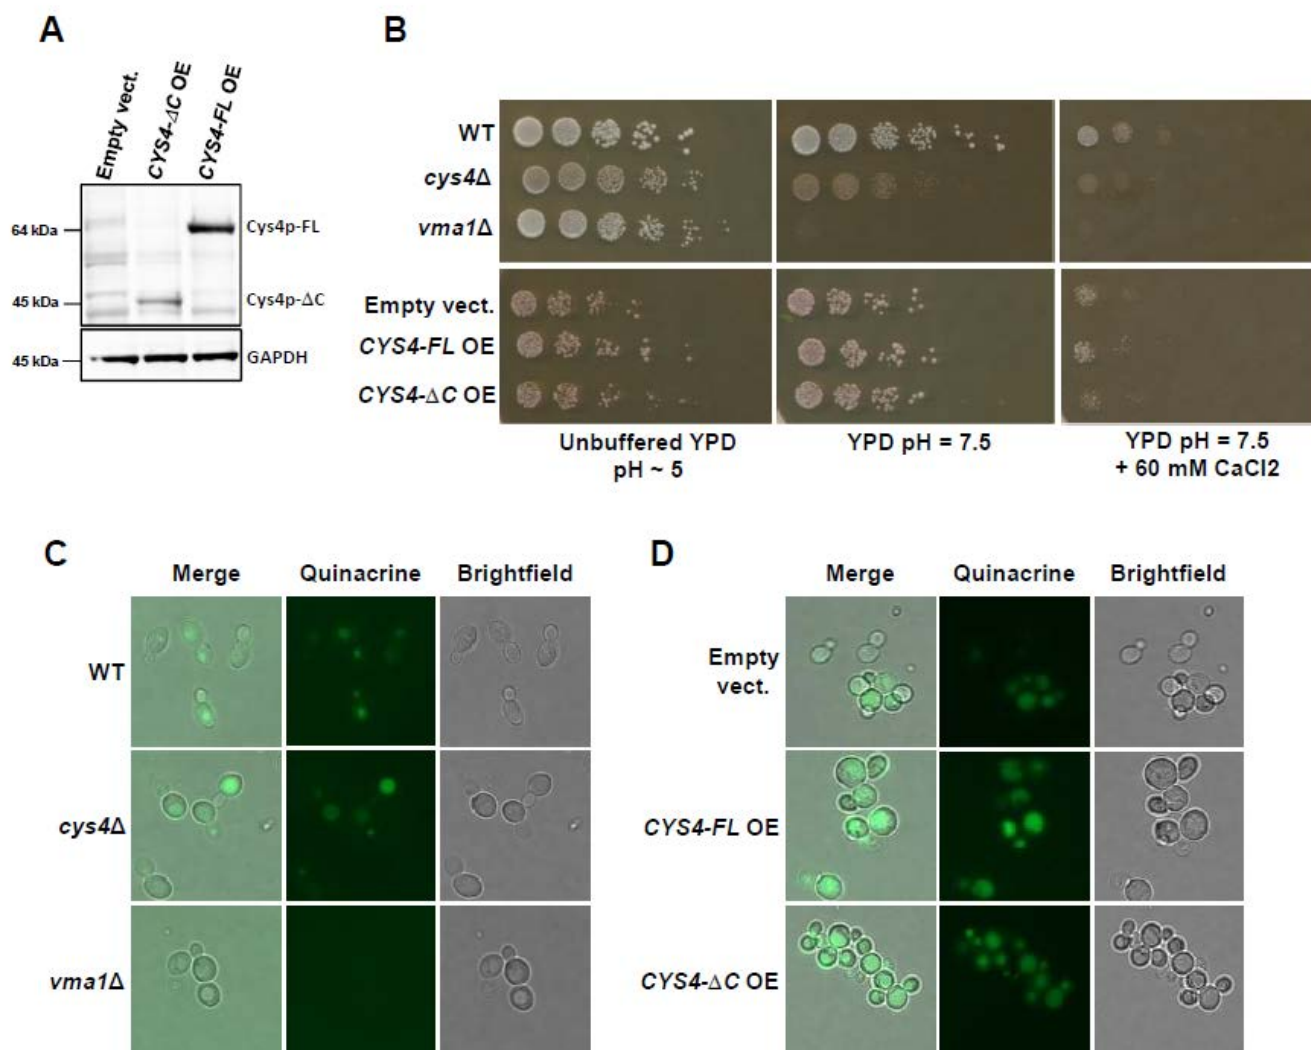 A
Empty vect.
CYS4-ΔC OE
CYS4-FL OE
64 kDa
Cys4p-FL
45 kDa
Cys4p-ΔC
45 kDa
GAPDH
B
WT
cys4Δ
vma1Δ
Empty vect.
CYS4-FL OE
CYS4-ΔC OE
Unbuffered YPD
pH ~ 5
YPD pH = 7.5
YPD pH = 7.5
+ 60 mM CaCl2
C
Merge Quinacrine Brightfield
WT
cys4Δ
vma1Δ
D
Merge Quinacrine Brightfield
Empty
vect.
CYS4-FL OE
CYS4-ΔC OE